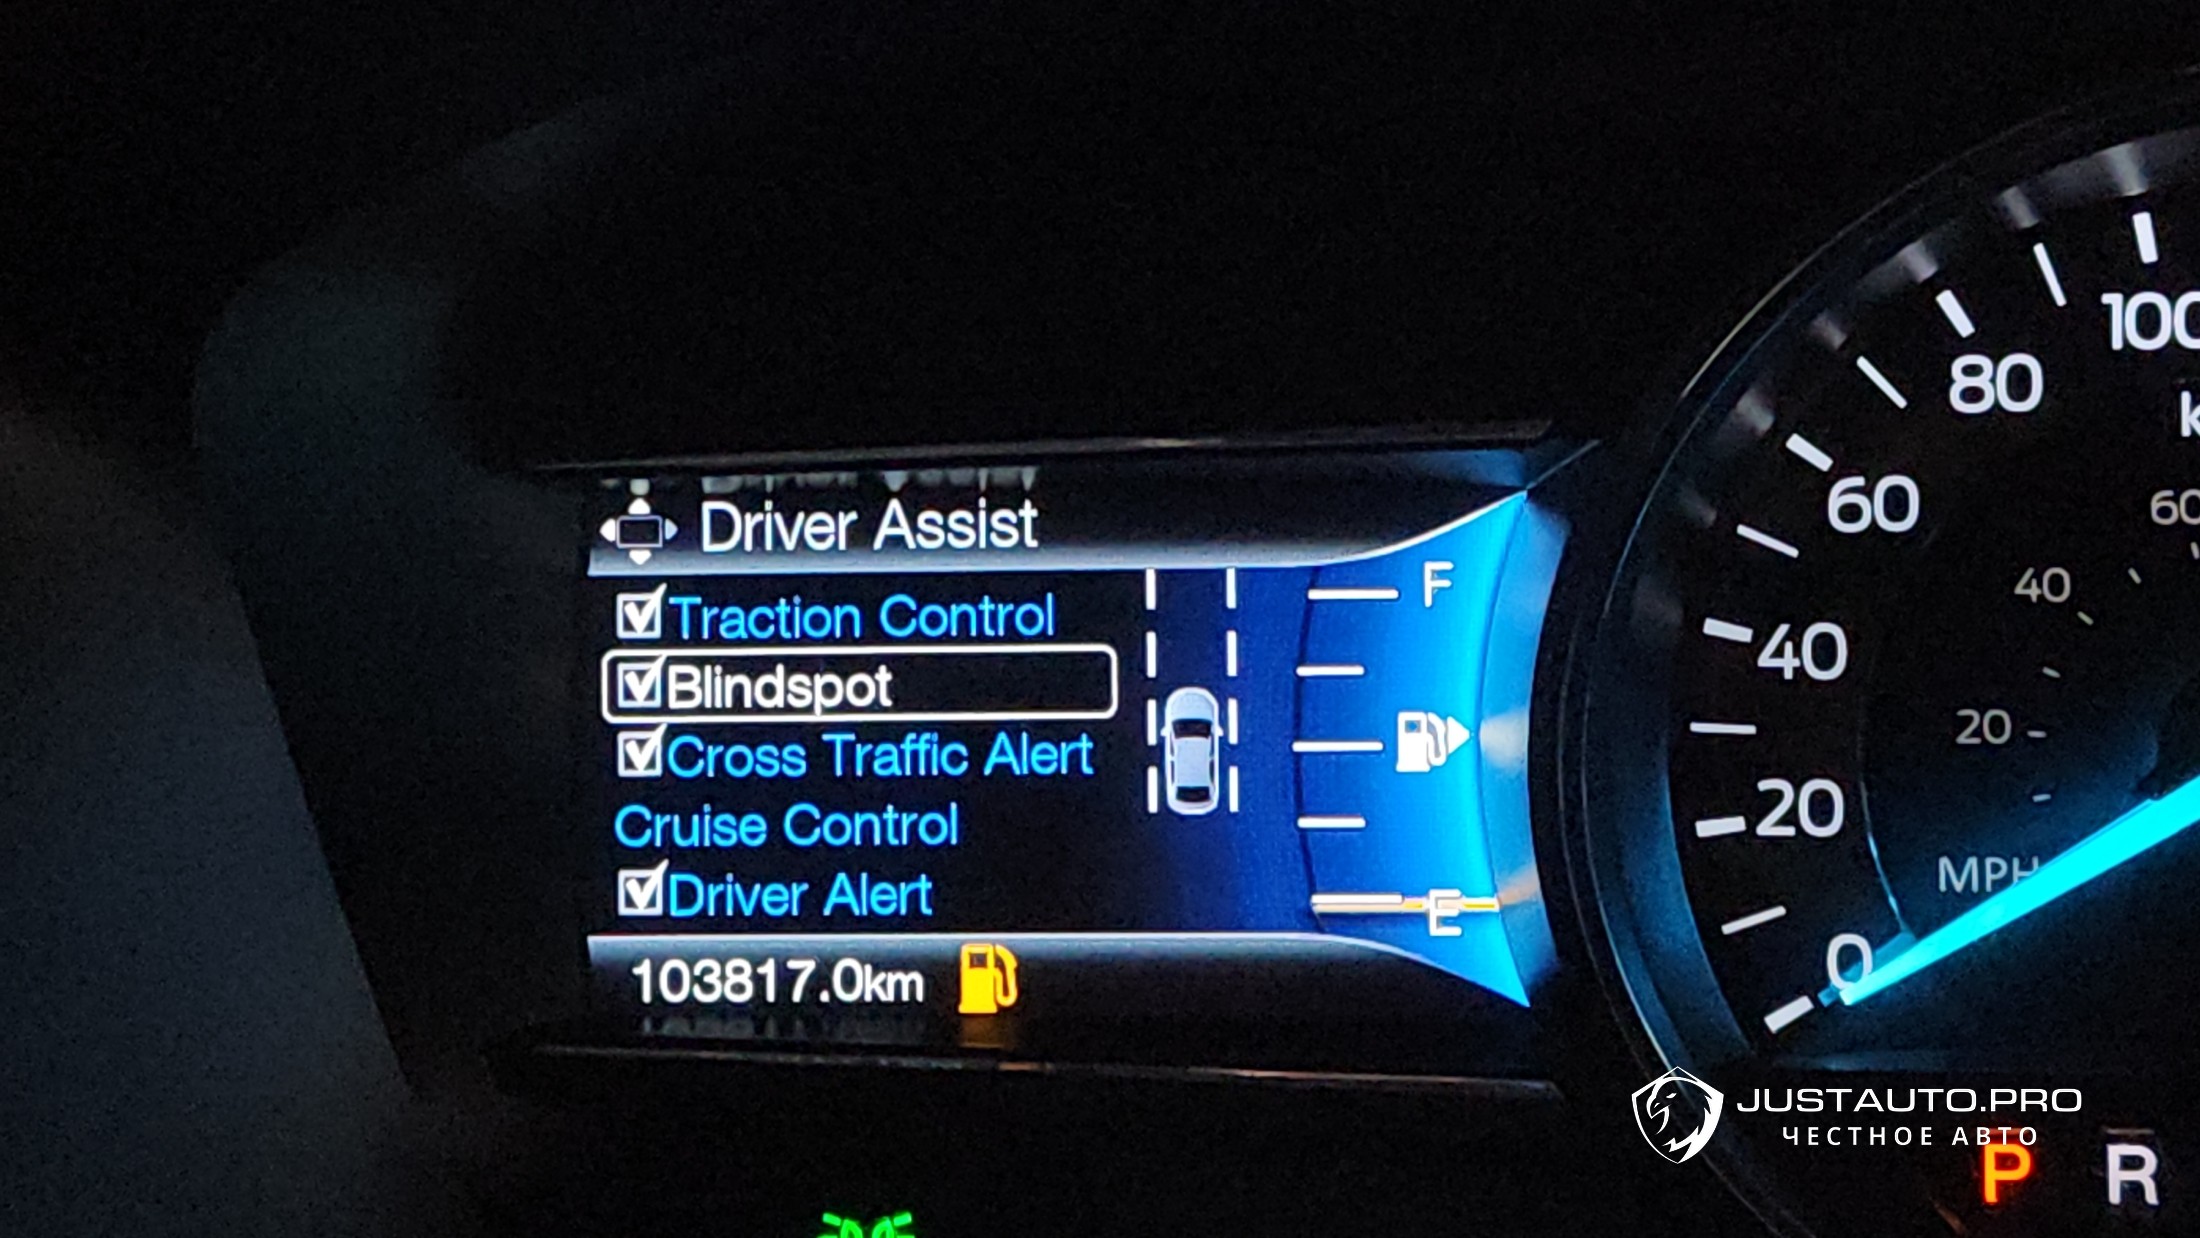 Driver Assist
Traction Control
Blindspot
Cross Traffic Alert
Cruise Control
Driver Alert
103817.0km
F
E
100
80
60
40
20
0
60
40
20
MPH
JUSTAUTO.PRO
ЧЕСТНОЕ АВТО
P R